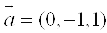 a̅ = (0,−1,1)